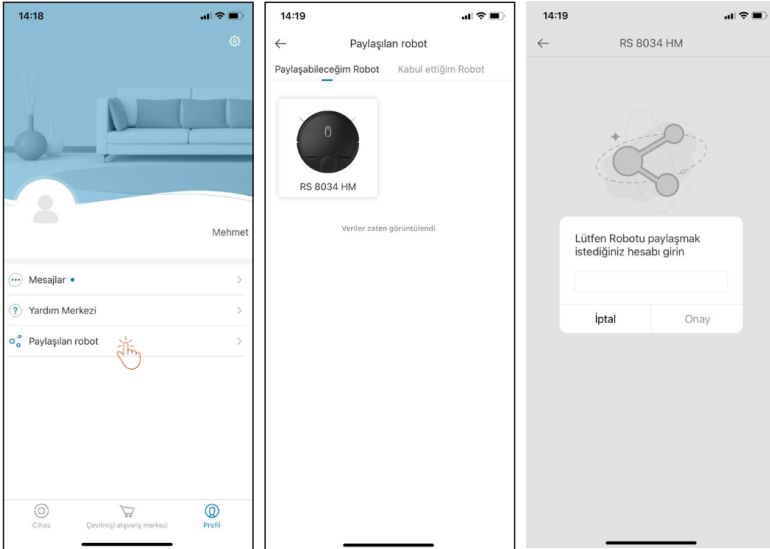 14:18
Mehmet
Mesajlar
Yardım Merkezi
Paylaşılan robot
Cihaz
Çevrimiçi alışveriş merkezi
Profil
14:19
Paylaşılan robot
Paylaşabileceğim Robot
Kabul ettiğim Robot
RS 8034 HM
Veriler zaten görüntülendi
14:19
RS 8034 HM
Lütfen Robotu paylaşmak
istediğiniz hesabı girin
İptal
Onay